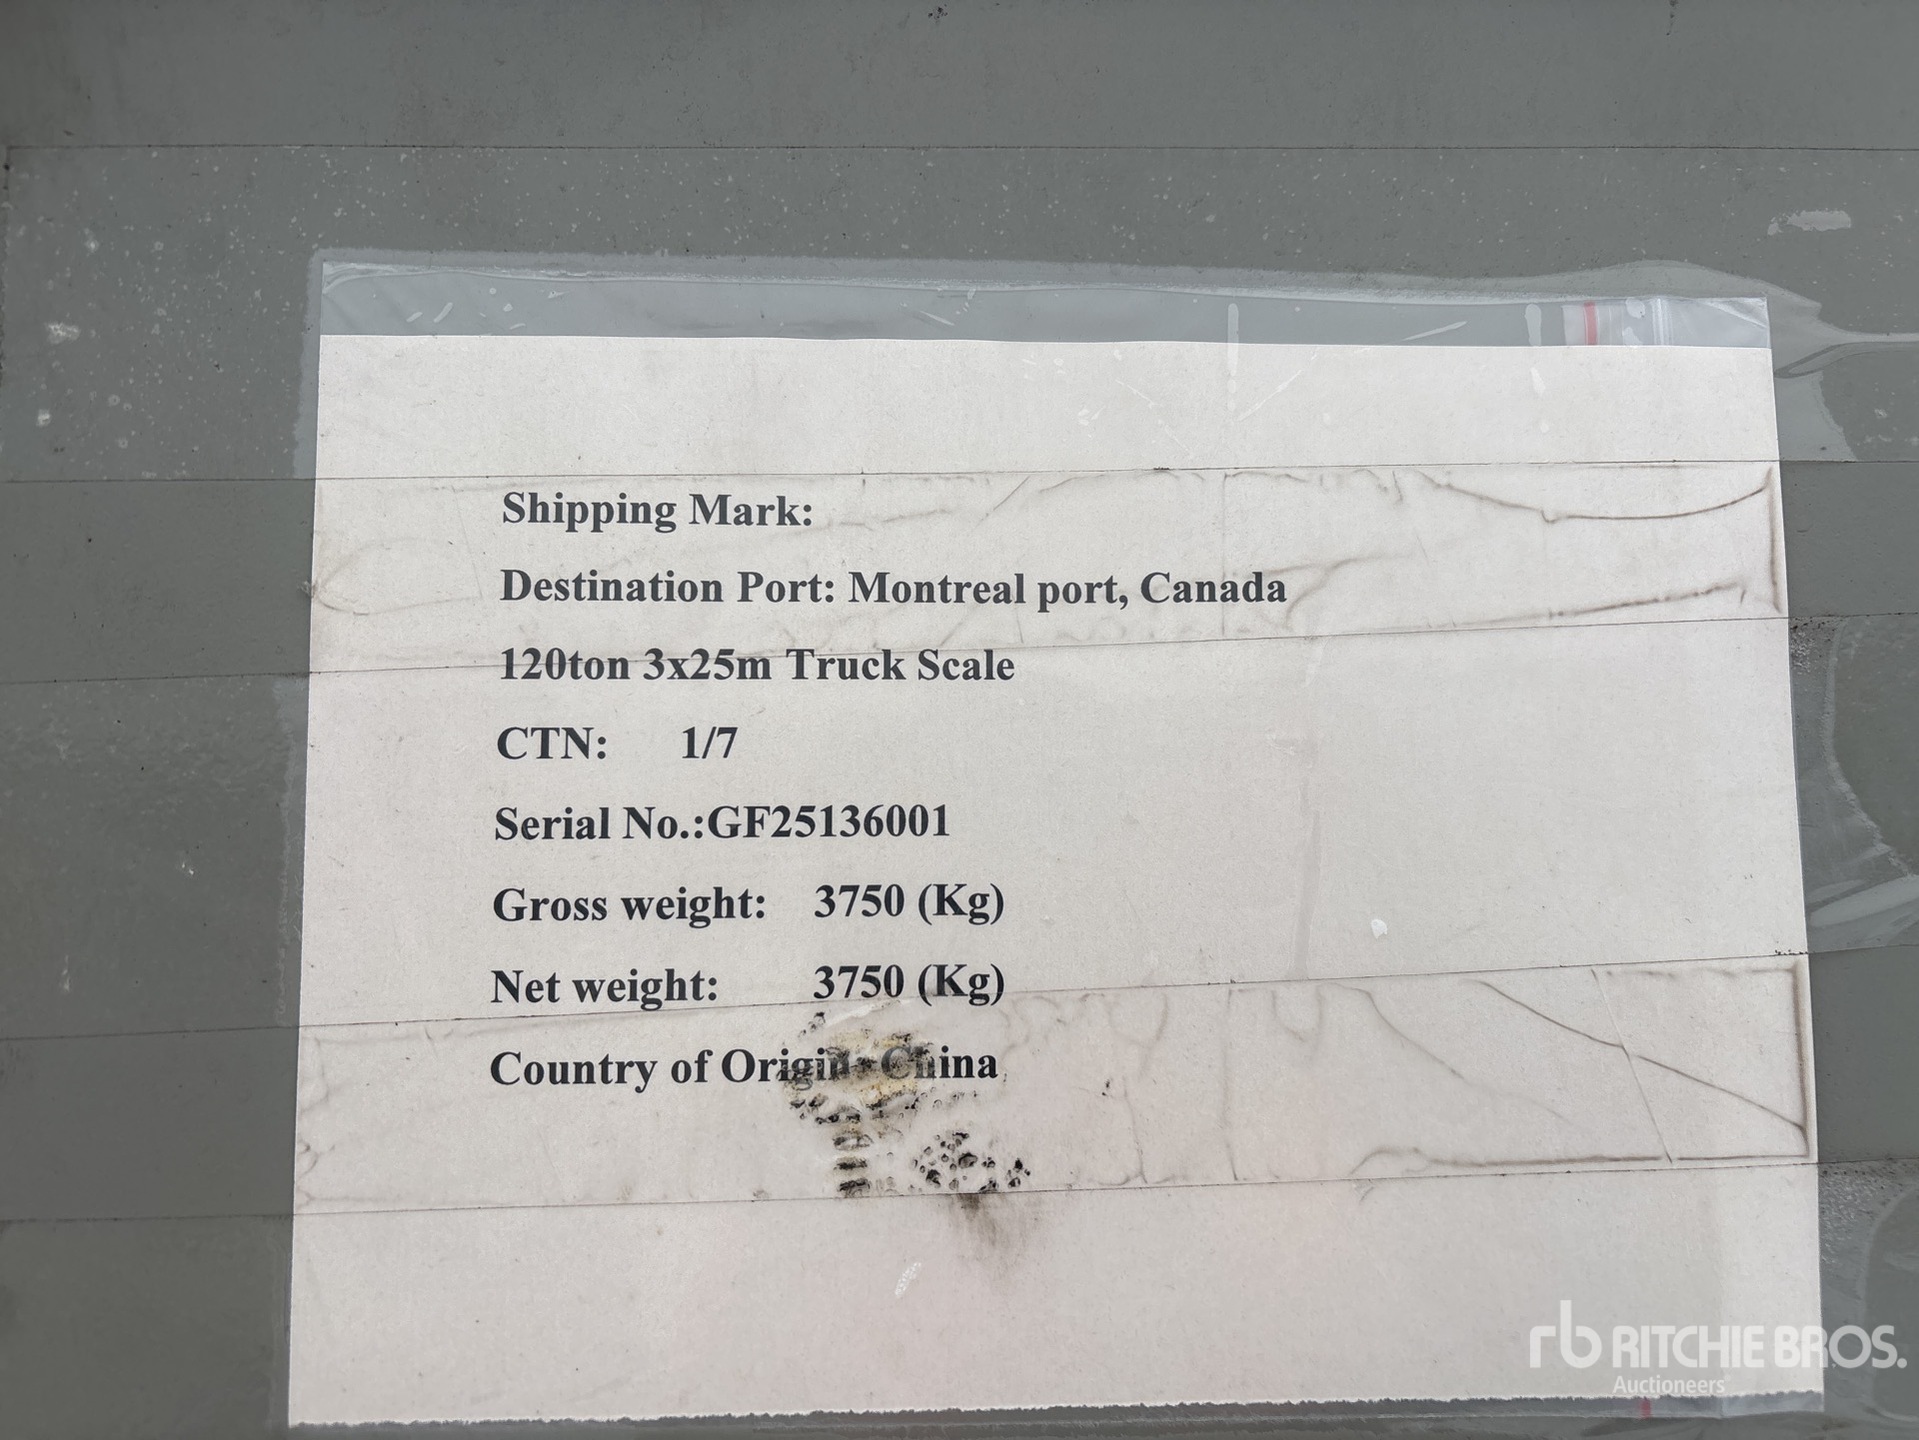 Shipping Mark:
Destination Port: Montreal port, Canada
120ton 3x25m Truck Scale
CTN: 1/7
Serial No.:GF25136001
Gross weight: 3750 (Kg)
Net weight: 3750 (Kg)
Country of Origin: China
rb RITCHIE BROS.
Auctioneers